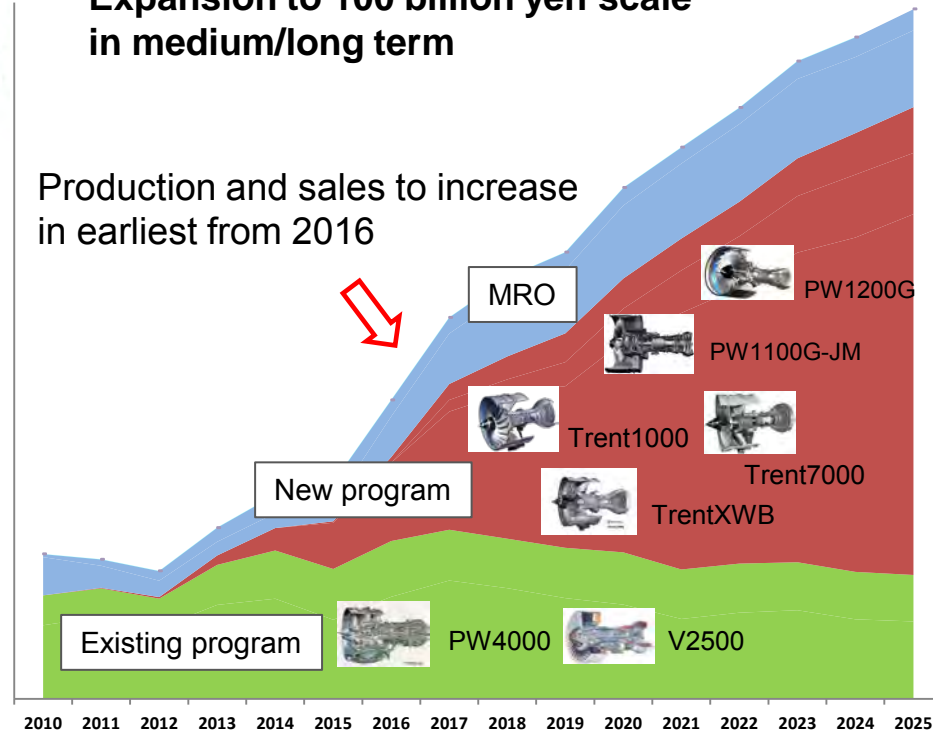 Expansion to 100 billion yen scale
in medium/long term
Production and sales to increase
in earliest from 2016
MRO
PW1200G
PW1100G-JM
Trent1000
Trent7000
New program
TrentXWB
Existing program
PW4000
V2500
2010 2011 2012 2013 2014 2015 2016 2017 2018 2019 2020 2021 2022 2023 2024 2025